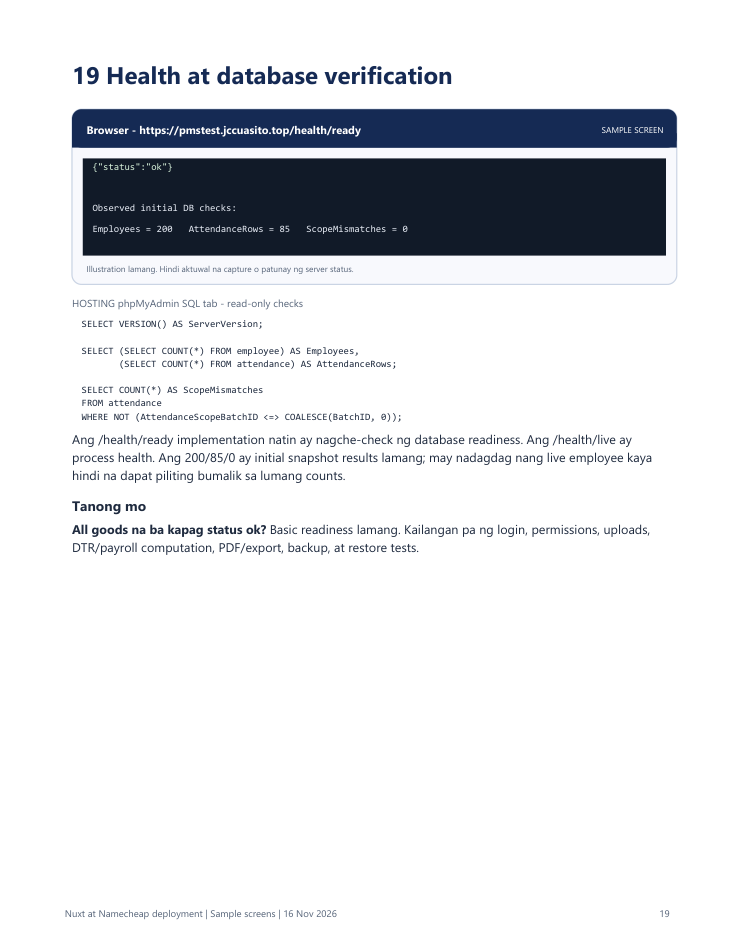 19 Health at database verification
Browser - https://pmstest.jccuasito.top/health/ready
SAMPLE SCREEN
{"status":"ok"}
Observed initial DB checks:
Employees = 200   AttendanceRows = 85   ScopeMismatches = 0
Illustration lamang. Hindi aktuwal na capture o patunay ng server status.
HOSTING phpMyAdmin SQL tab - read-only checks
SELECT VERSION() AS ServerVersion;
SELECT (SELECT COUNT(*) FROM employee) AS Employees,
       (SELECT COUNT(*) FROM attendance) AS AttendanceRows;
SELECT COUNT(*) AS ScopeMismatches
FROM attendance
WHERE NOT (AttendanceScopeBatchID <=> COALESCE(BatchID, 0));
Ang /health/ready implementation natin ay nagche-check ng database readiness. Ang /health/live ay
process health. Ang 200/85/0 ay initial snapshot results lamang; may nadagdag nang live employee kaya
hindi na dapat piliting bumalik sa lumang counts.
Tanong mo
All goods na ba kapag status ok? Basic readiness lamang. Kailangan pa ng login, permissions, uploads,
DTR/payroll computation, PDF/export, backup, at restore tests.
Nuxt at Namecheap deployment | Sample screens | 16 Nov 2026
19